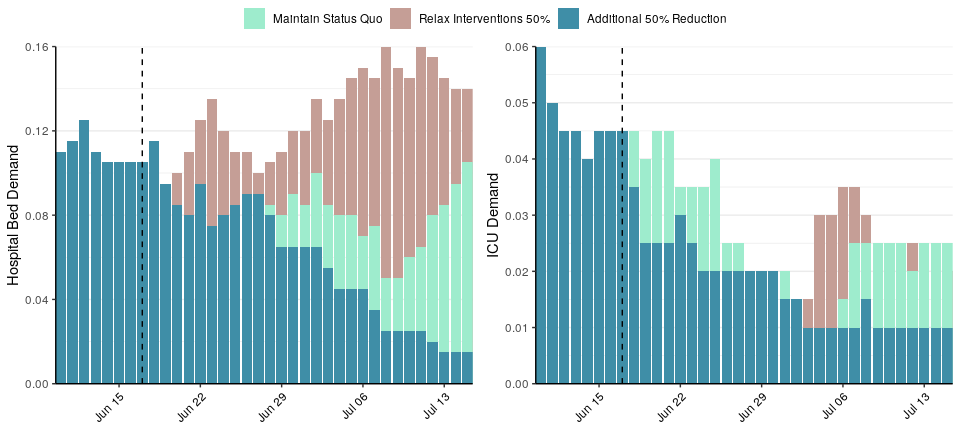 Maintain Status Quo Relax Interventions 50% Additional 50% Reduction
Hospital Bed Demand
0.16
0.12
0.08
0.04
0.00
Jun 15 Jun 22 Jun 29 Jul 06 Jul 13
ICU Demand
0.06
0.05
0.04
0.03
0.02
0.01
0.00
Jun 15 Jun 22 Jun 29 Jul 06 Jul 13